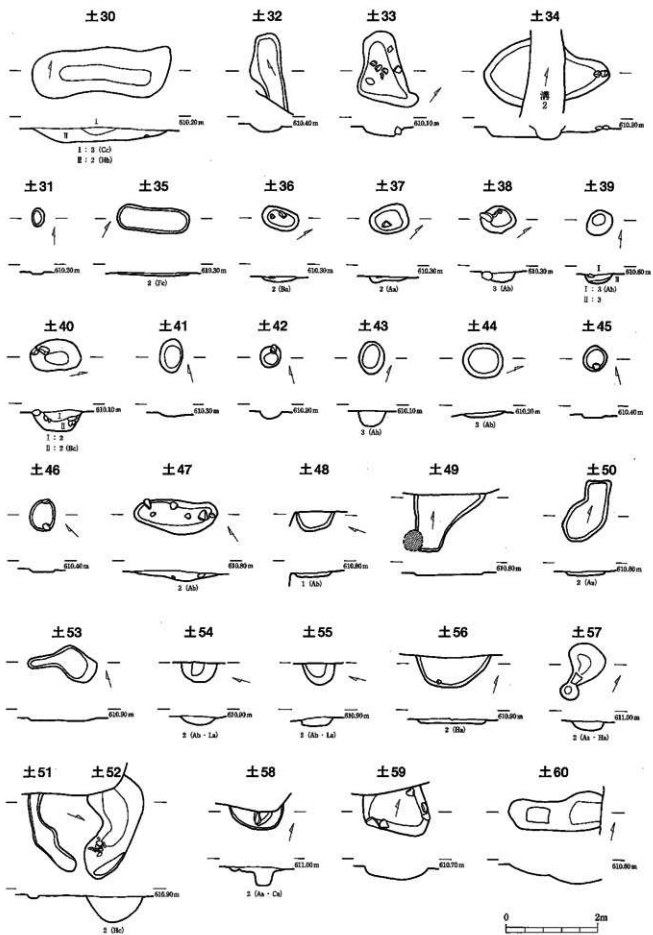 土30
土32
土33
土34
溝2
610.20m
610.40m
610.10m
610.30m
I
II
I : 2 (Cc)
II : 2 (Hb)
土31
土35
土36
土37
土38
土39
610.30m
610.30m
610.30m
610.30m
610.30m
610.60m
2 (Fc)
2 (Ba)
2 (Aa)
3 (Ab)
I
II
I : 3 (Ab)
II : 3
土40
土41
土42
土43
土44
土45
610.10m
610.30m
610.20m
610.10m
610.20m
610.40m
I
II
I : 2
II : 2 (Bc)
3 (Ab)
3 (Ab)
土46
土47
土48
土49
土50
610.40m
610.80m
610.80m
610.80m
610.80m
2 (Ab)
1 (Ab)
2 (Aa)
土53
土54
土55
土56
土57
610.90m
610.90m
610.90m
610.90m
611.00m
2 (Ab・La)
2 (Ab・La)
2 (Ha)
2 (Aa・Ha)
土51
土52
土58
土59
土60
610.90m
611.00m
610.70m
610.80m
2 (Hc)
2 (Aa・Ca)
0
2m